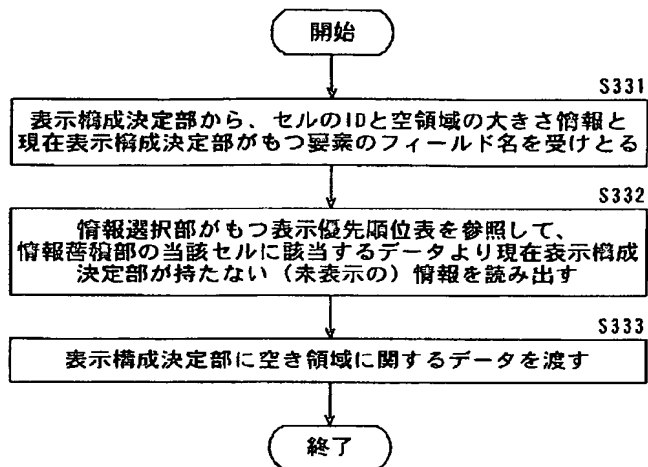 開始
S331
表示構成決定部から、セルのIDと空領域の大きさ情報と
現在表示構成決定部がもつ要素のフィールド名を受けとる
S332
情報選択部がもつ表示優先順位表を参照して、
情報蓄積部の当該セルに該当するデータより現在表示構成
決定部が持たない（未表示の）情報を読み出す
S333
表示構成決定部に空き領域に関するデータを渡す
終了